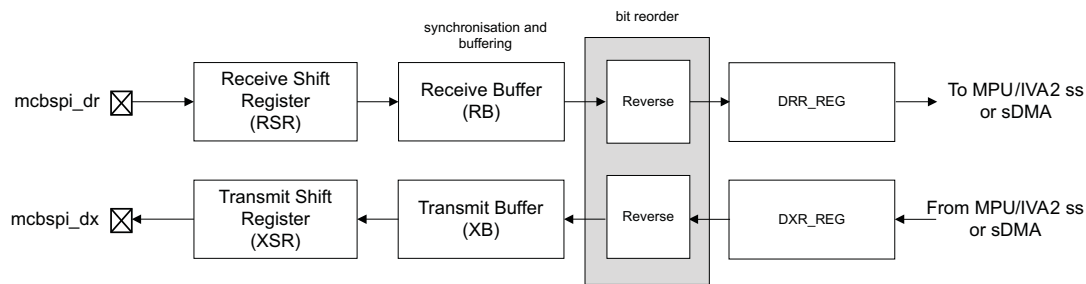 synchronisation and
buffering
bit reorder
mcbspi_dr
Receive Shift
Register
(RSR)
Receive Buffer
(RB)
Reverse
DRR_REG
To MPU/IVA2 ss
or sDMA
mcbspi_dx
Transmit Shift
Register
(XSR)
Transmit Buffer
(XB)
Reverse
DXR_REG
From MPU/IVA2 ss
or sDMA